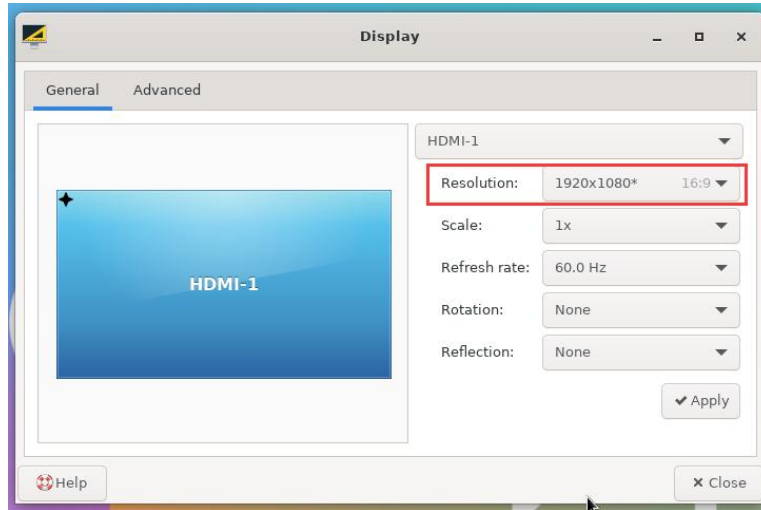 Display
General Advanced
HDMI-1
HDMI-1
Resolution: 1920x1080* 16:9
Scale: 1x
Refresh rate: 60.0 Hz
Rotation: None
Reflection: None
Apply
Help
Close